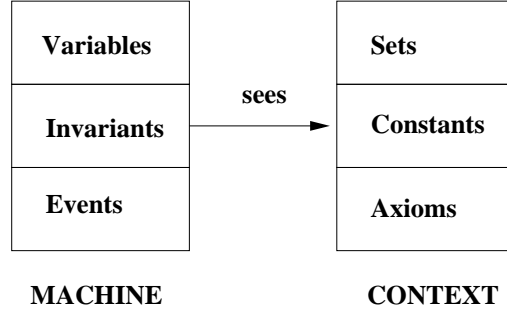 Variables
Invariants
Events
MACHINE
sees
Sets
Constants
Axioms
CONTEXT